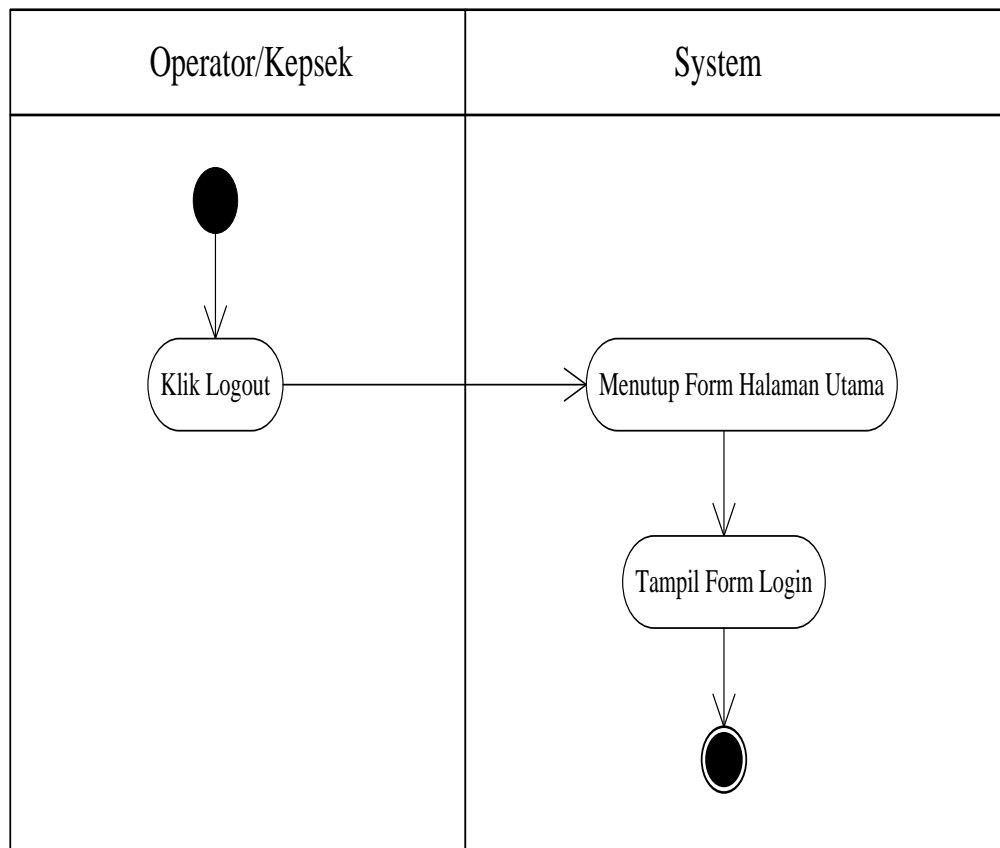 Operator/Kepsek
System
Klik Logout
Menutup Form Halaman Utama
Tampil Form Login